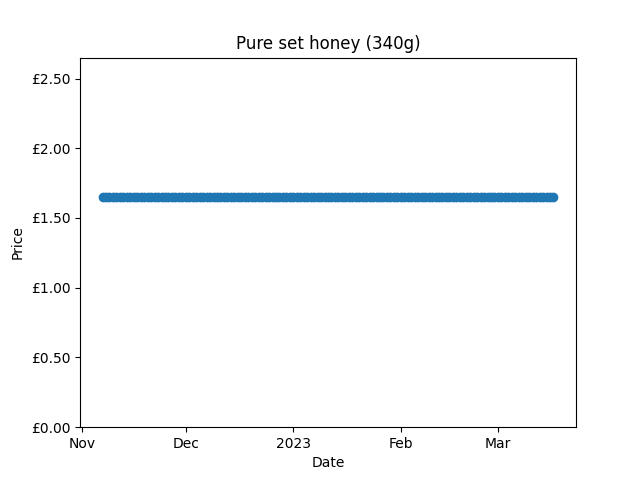 Pure set honey (340g)
£2.50
£2.00
£1.50
£1.00
£0.50
£0.00
Price
Nov Dec 2023 Feb Mar
Date